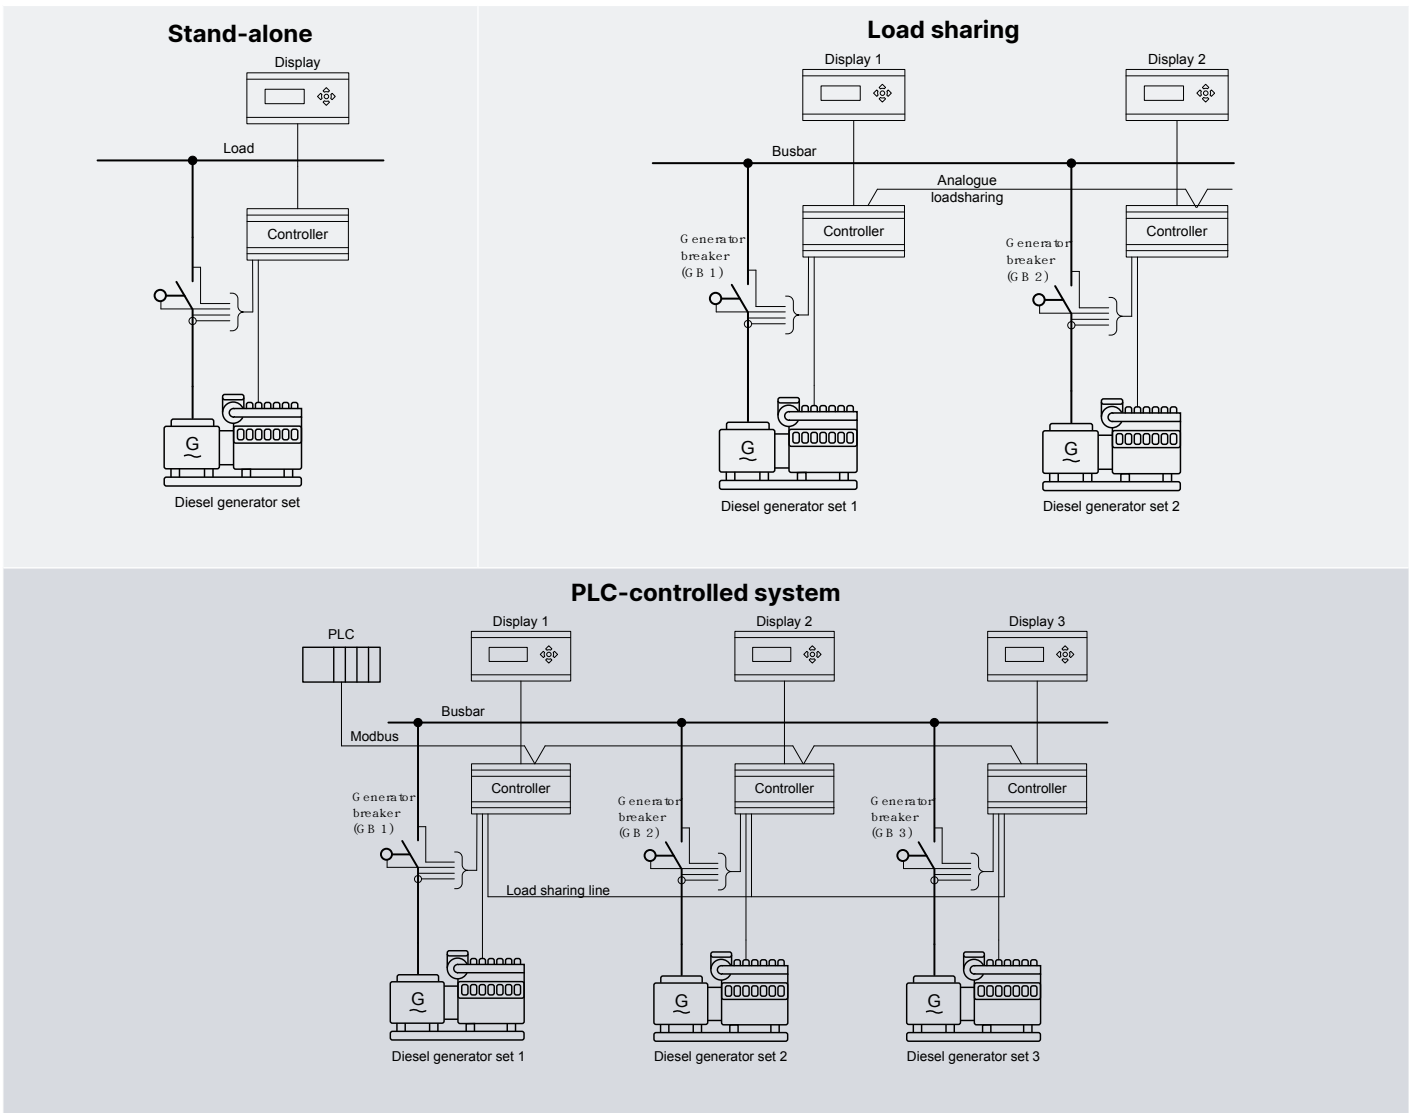 Stand-alone
Display
Load
Controller
G
Diesel generator set
Load sharing
Display 1
Display 2
Busbar
Analogue
loadsharing
Controller
Controller
Generator
breaker
(GB 1)
Generator
breaker
(GB 2)
G
G
Diesel generator set 1
Diesel generator set 2
PLC-controlled system
PLC
Display 1
Display 2
Display 3
Busbar
Modbus
Controller
Controller
Controller
Generator
breaker
(GB 1)
Generator
breaker
(GB 2)
Generator
breaker
(GB 3)
Load sharing line
G
G
G
Diesel generator set 1
Diesel generator set 2
Diesel generator set 3